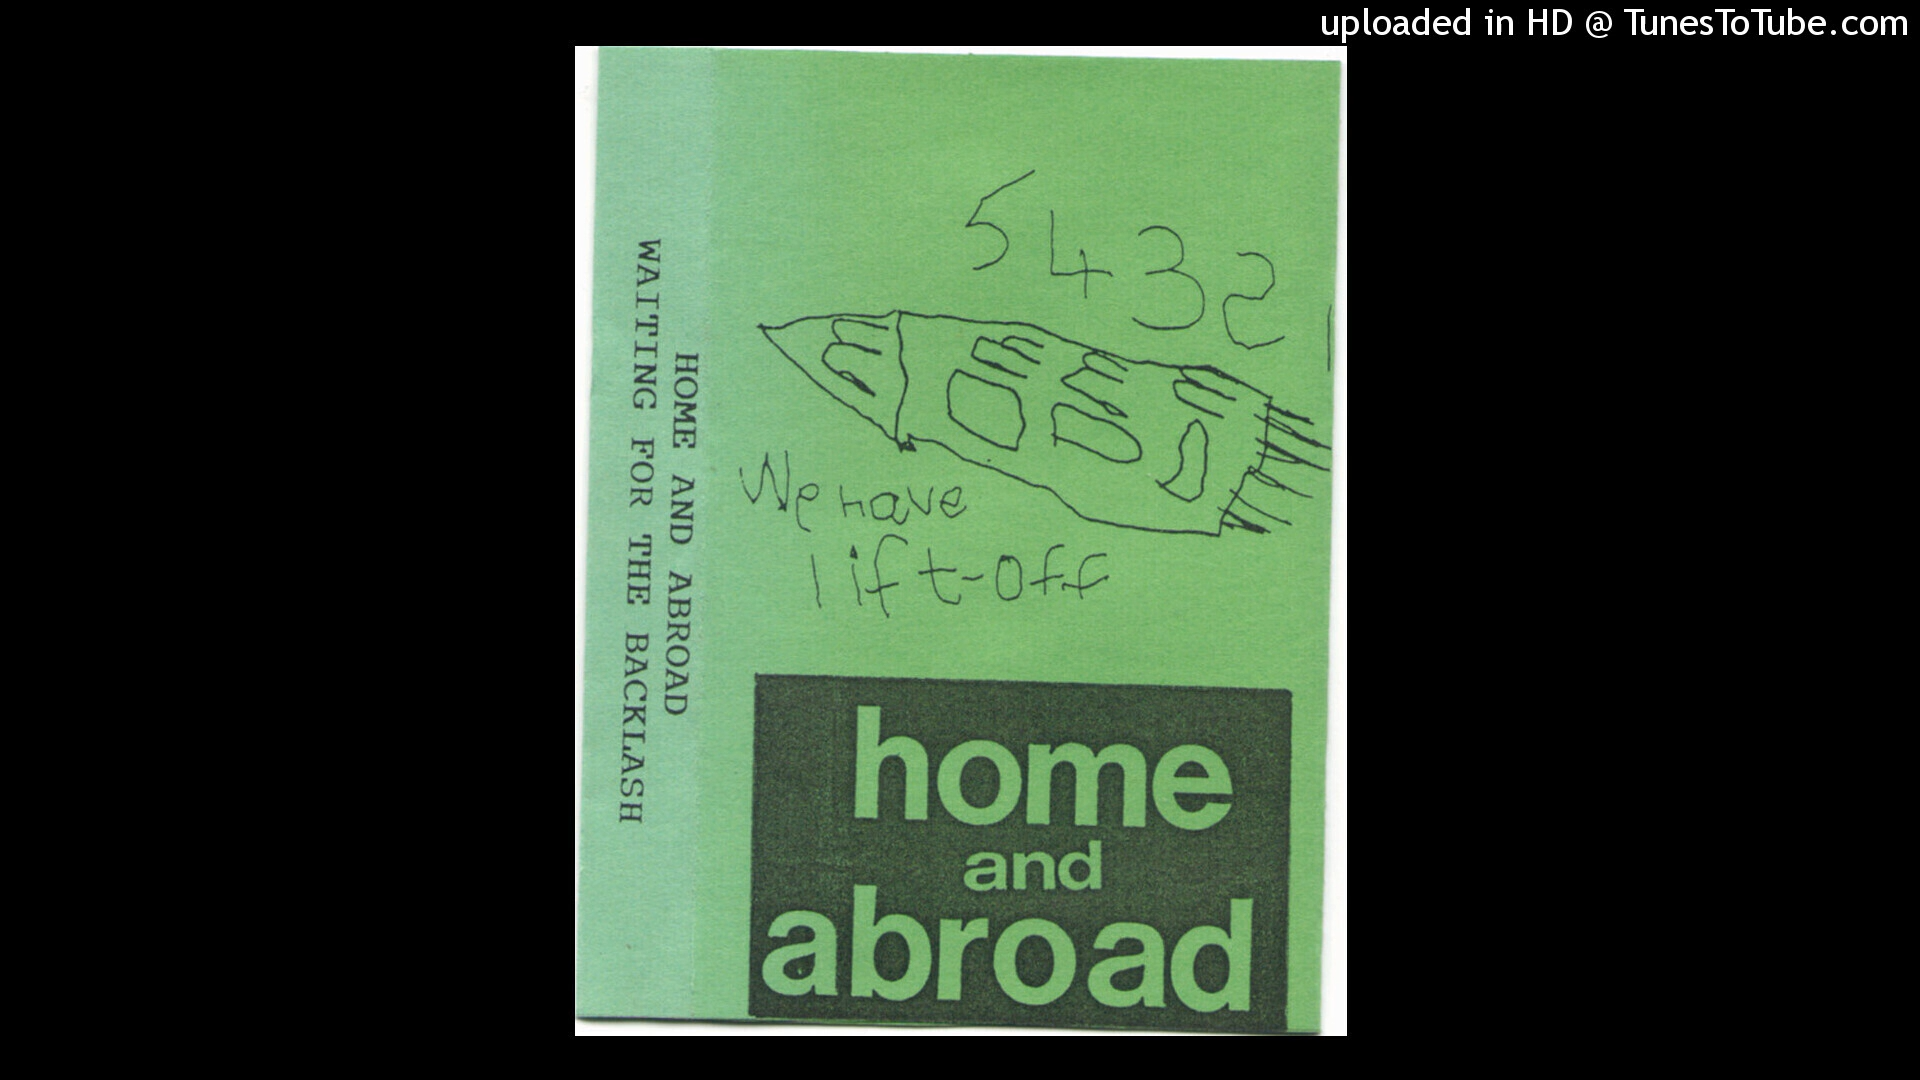 uploaded in HD @ TunesToTube.com
HOME AND ABROAD
WAITING FOR THE BACKLASH
5 4 3 2 1
We have
lift-off
home
and
abroad